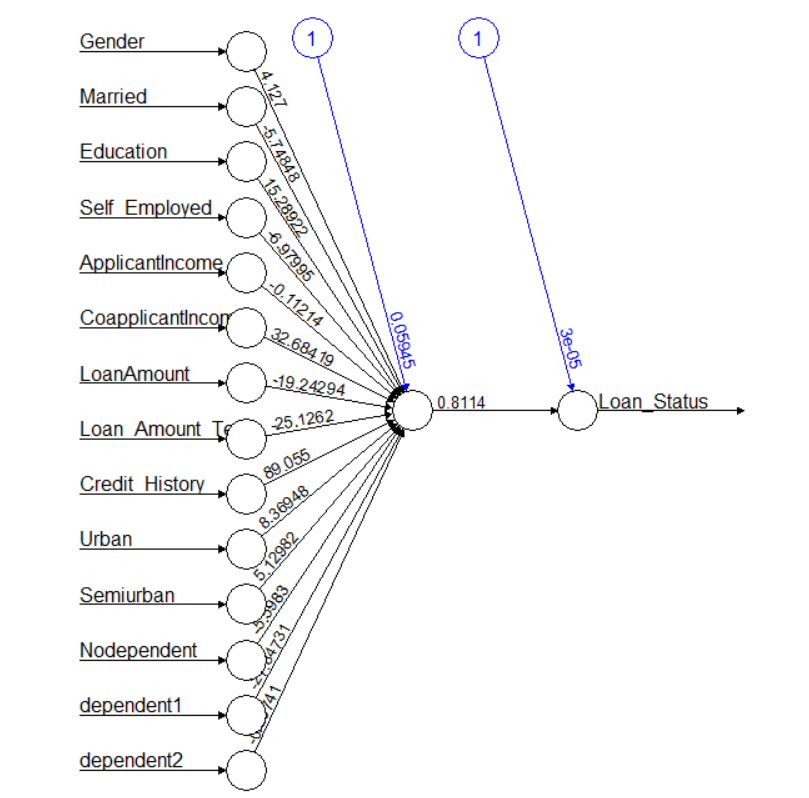 Gender
Married
Education
Self_Employed
ApplicantIncome
CoapplicantIncon
LoanAmount
Loan_Amount_Te
Credit_History
Urban
Semiurban
Nodependent
dependent1
dependent2
1
1
4.127
-5.74848
15.28922
-6.97995
-0.11214
32.68419
-19.24294
-25.1262
89.055
8.36948
5.12982
0.05945
3e-05
0.8114
Loan_Status